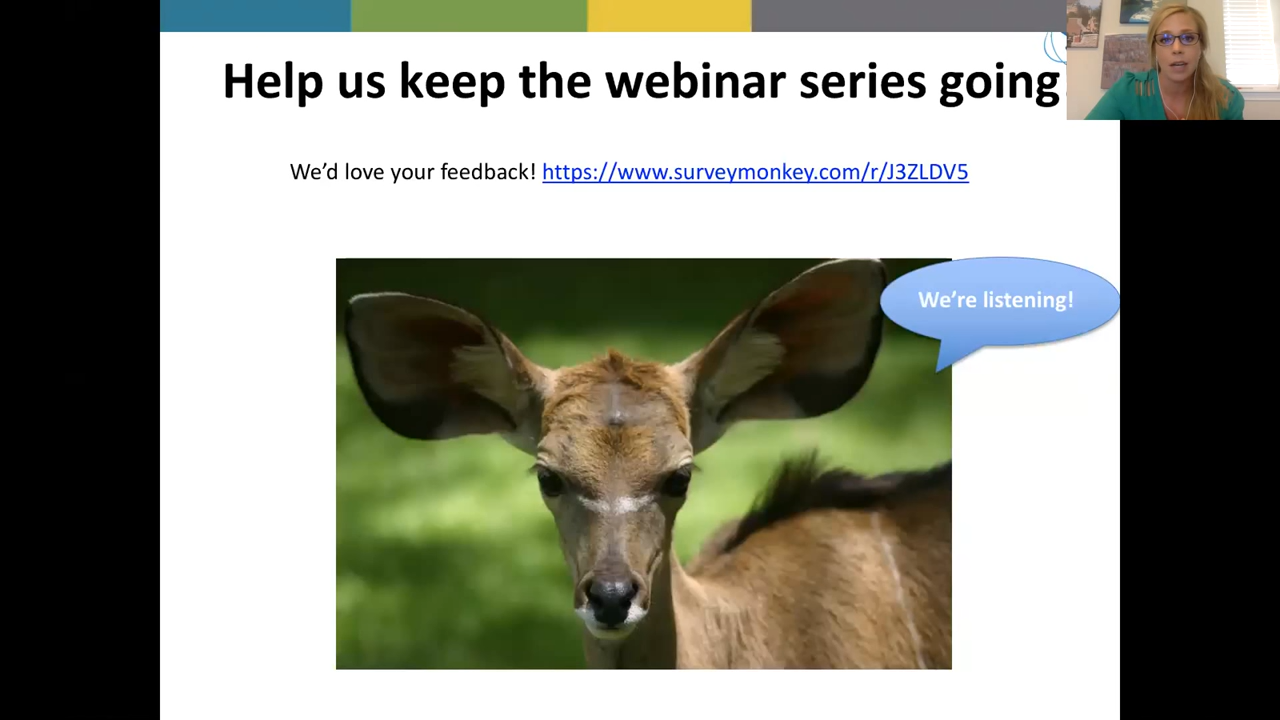 Help us keep the webinar series going
We'd love your feedback! https://www.surveymonkey.com/r/J3ZLDV5
We're listening!